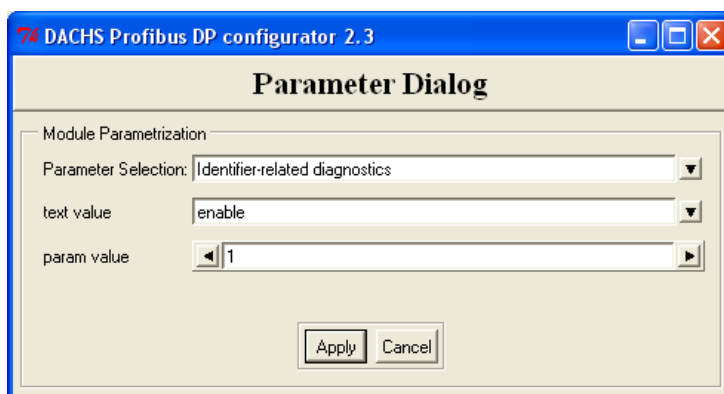 DACHS Profibus DP configurator 2.3
Parameter Dialog
Module Parametrization
Parameter Selection: Identifier-related diagnostics
text value enable
param value 1
Apply Cancel